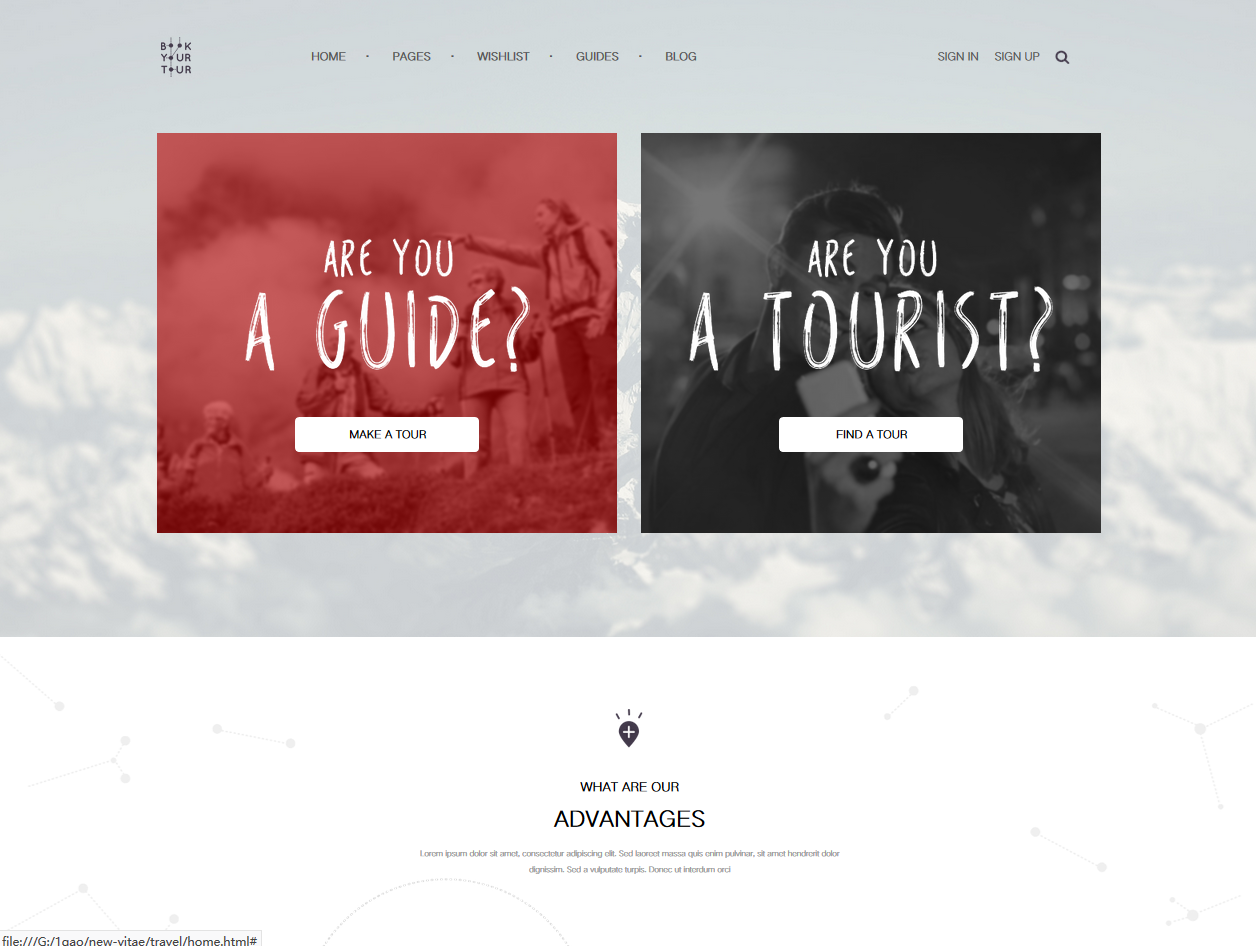 BOOK
YOUR
TOUR
HOME · PAGES · WISHLIST · GUIDES · BLOG
SIGN IN SIGN UP
ARE YOU
A GUIDE?
MAKE A TOUR
ARE YOU
A TOURIST?
FIND A TOUR
WHAT ARE OUR
ADVANTAGES
Lorem ipsum dolor sit amet, consectetur adipiscing elit. Sed laoreet massa quis enim pulvinar, sit amet hendrerit dolor
dignissim. Sed a vulputate turpis. Donec ut interdum orci
file:///G:/1qao/new-vitae/travel/home.html#